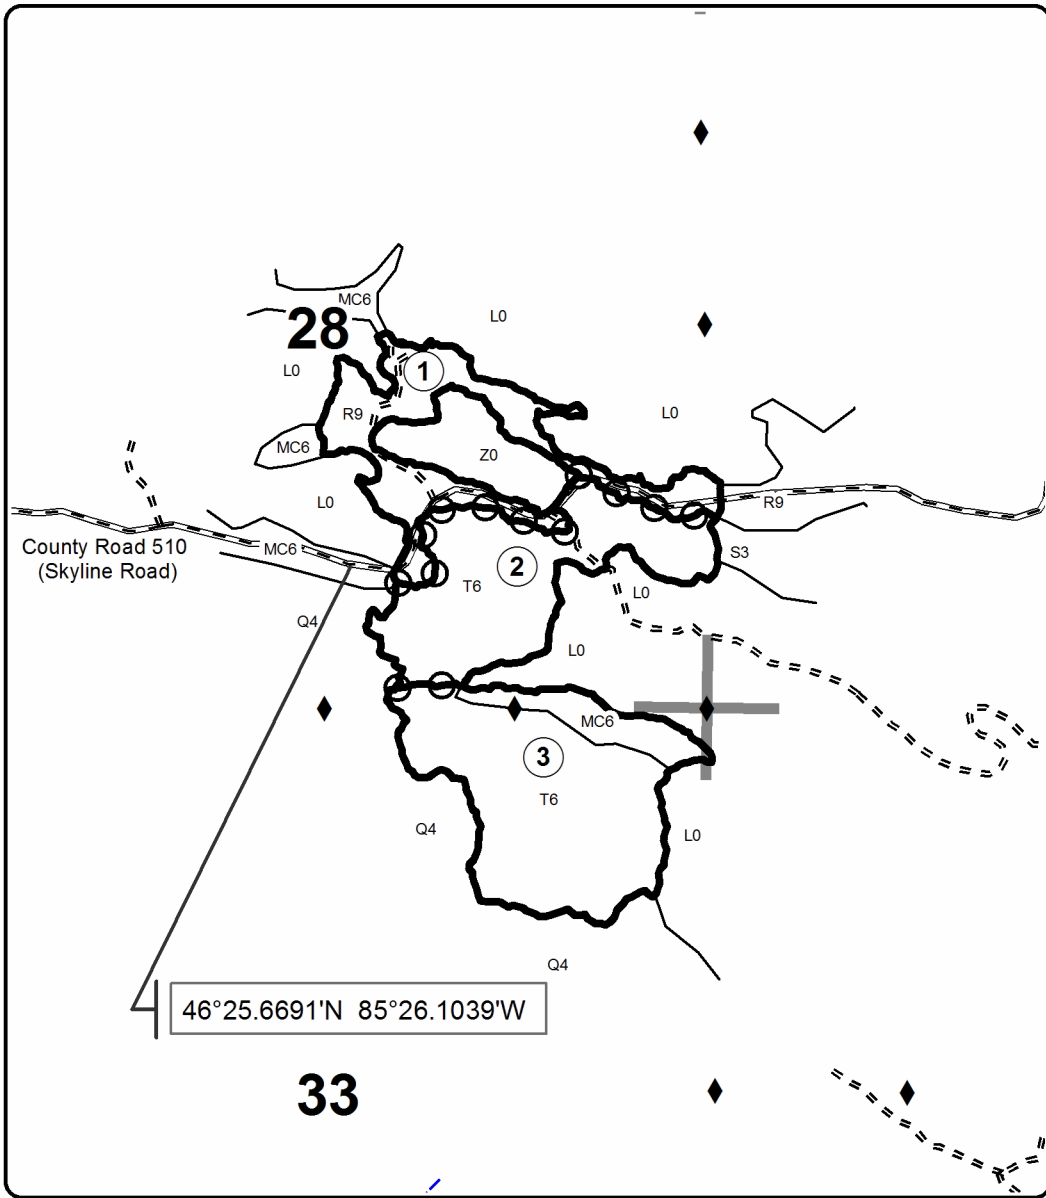 MC6
L0
28
L0
1
R9
L0
MC6
Z0
L0
R9
County Road 510
(Skyline Road)
MC6
S3
2
T6
L0
Q4
L0
MC6
3
T6
Q4
L0
Q4
46°25.6691'N 85°26.1039'W
33